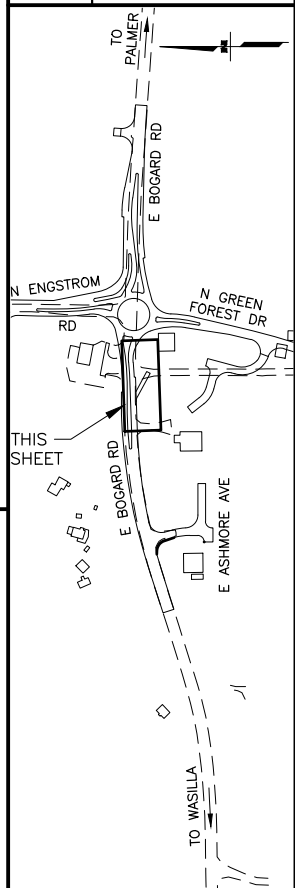 TO
PALMER
E BOGARD RD
N ENGSTROM
RD
N GREEN
FOREST DR
THIS
SHEET
E BOGARD RD
E ASHMORE AVE
TO WASILLA